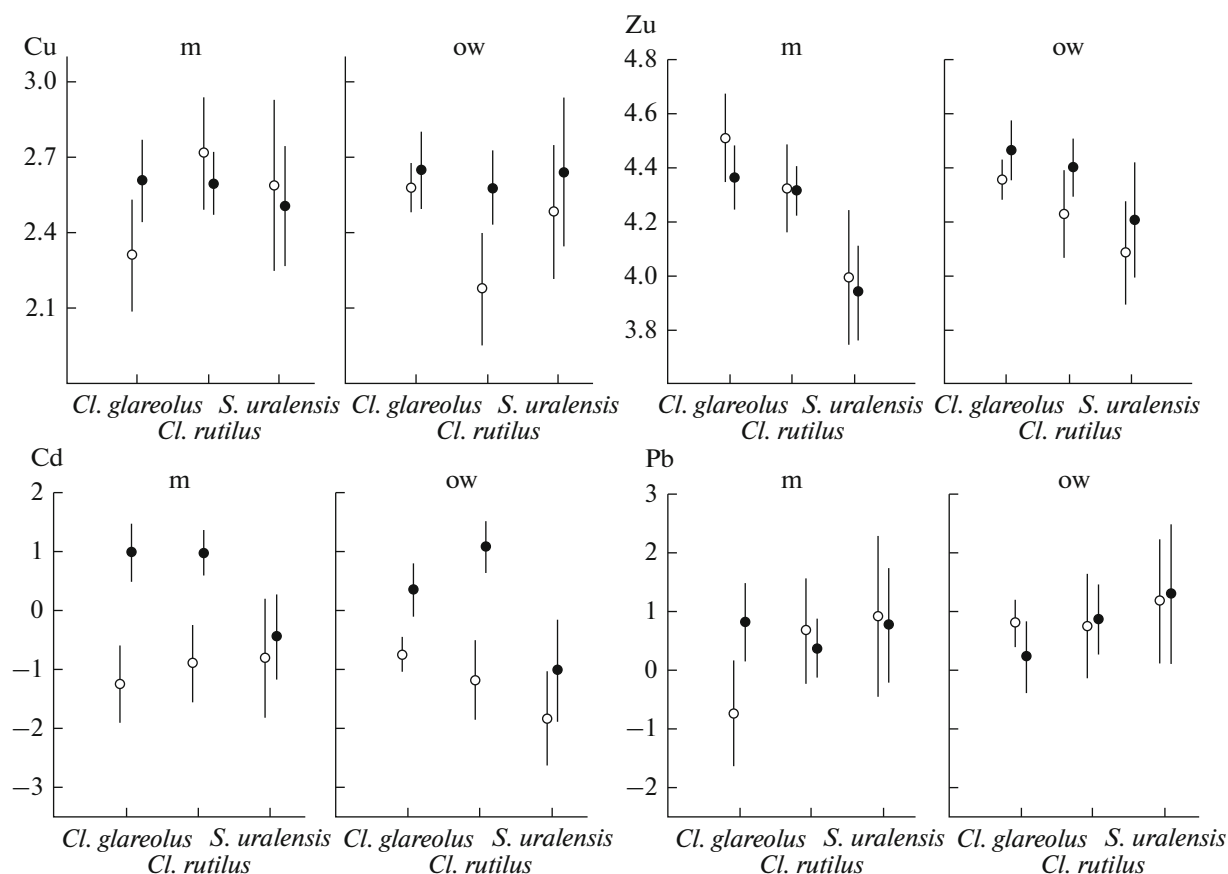 Cu
m
ow
3.0
2.7
2.4
2.1
Cl. glareolus S. uralensis
Cl. rutilus
Cl. glareolus S. uralensis
Cl. rutilus
Zu
m
ow
4.8
4.6
4.4
4.2
4.0
3.8
Cl. glareolus S. uralensis
Cl. rutilus
Cl. glareolus S. uralensis
Cl. rutilus
Cd
m
ow
2
1
0
−1
−2
−3
Cl. glareolus S. uralensis
Cl. rutilus
Cl. glareolus S. uralensis
Cl. rutilus
Pb
m
ow
3
2
1
0
−1
−2
Cl. glareolus S. uralensis
Cl. rutilus
Cl. glareolus S. uralensis
Cl. rutilus